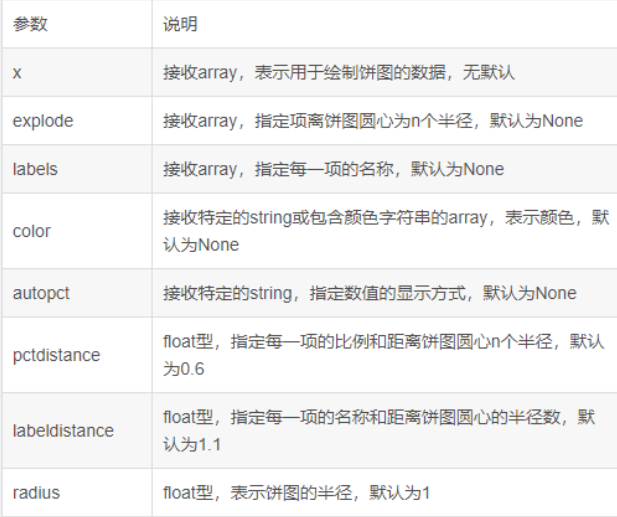 参数 说明
x 接收array，表示用于绘制饼图的数据，无默认
explode 接收array，指定项离饼图圆心为n个半径，默认为None
labels 接收array，指定每一项的名称，默认为None
color 接收特定的string或包含颜色字符串的array，表示颜色，默
认为None
autopct 接收特定的string，指定数值的显示方式，默认为None
pctdistance float型，指定每一项的比例和距离饼图圆心n个半径，默认
为0.6
labeldistance float型，指定每一项的名称和距离饼图圆心的半径数，默
认为1.1
radius float型，表示饼图的半径，默认为1